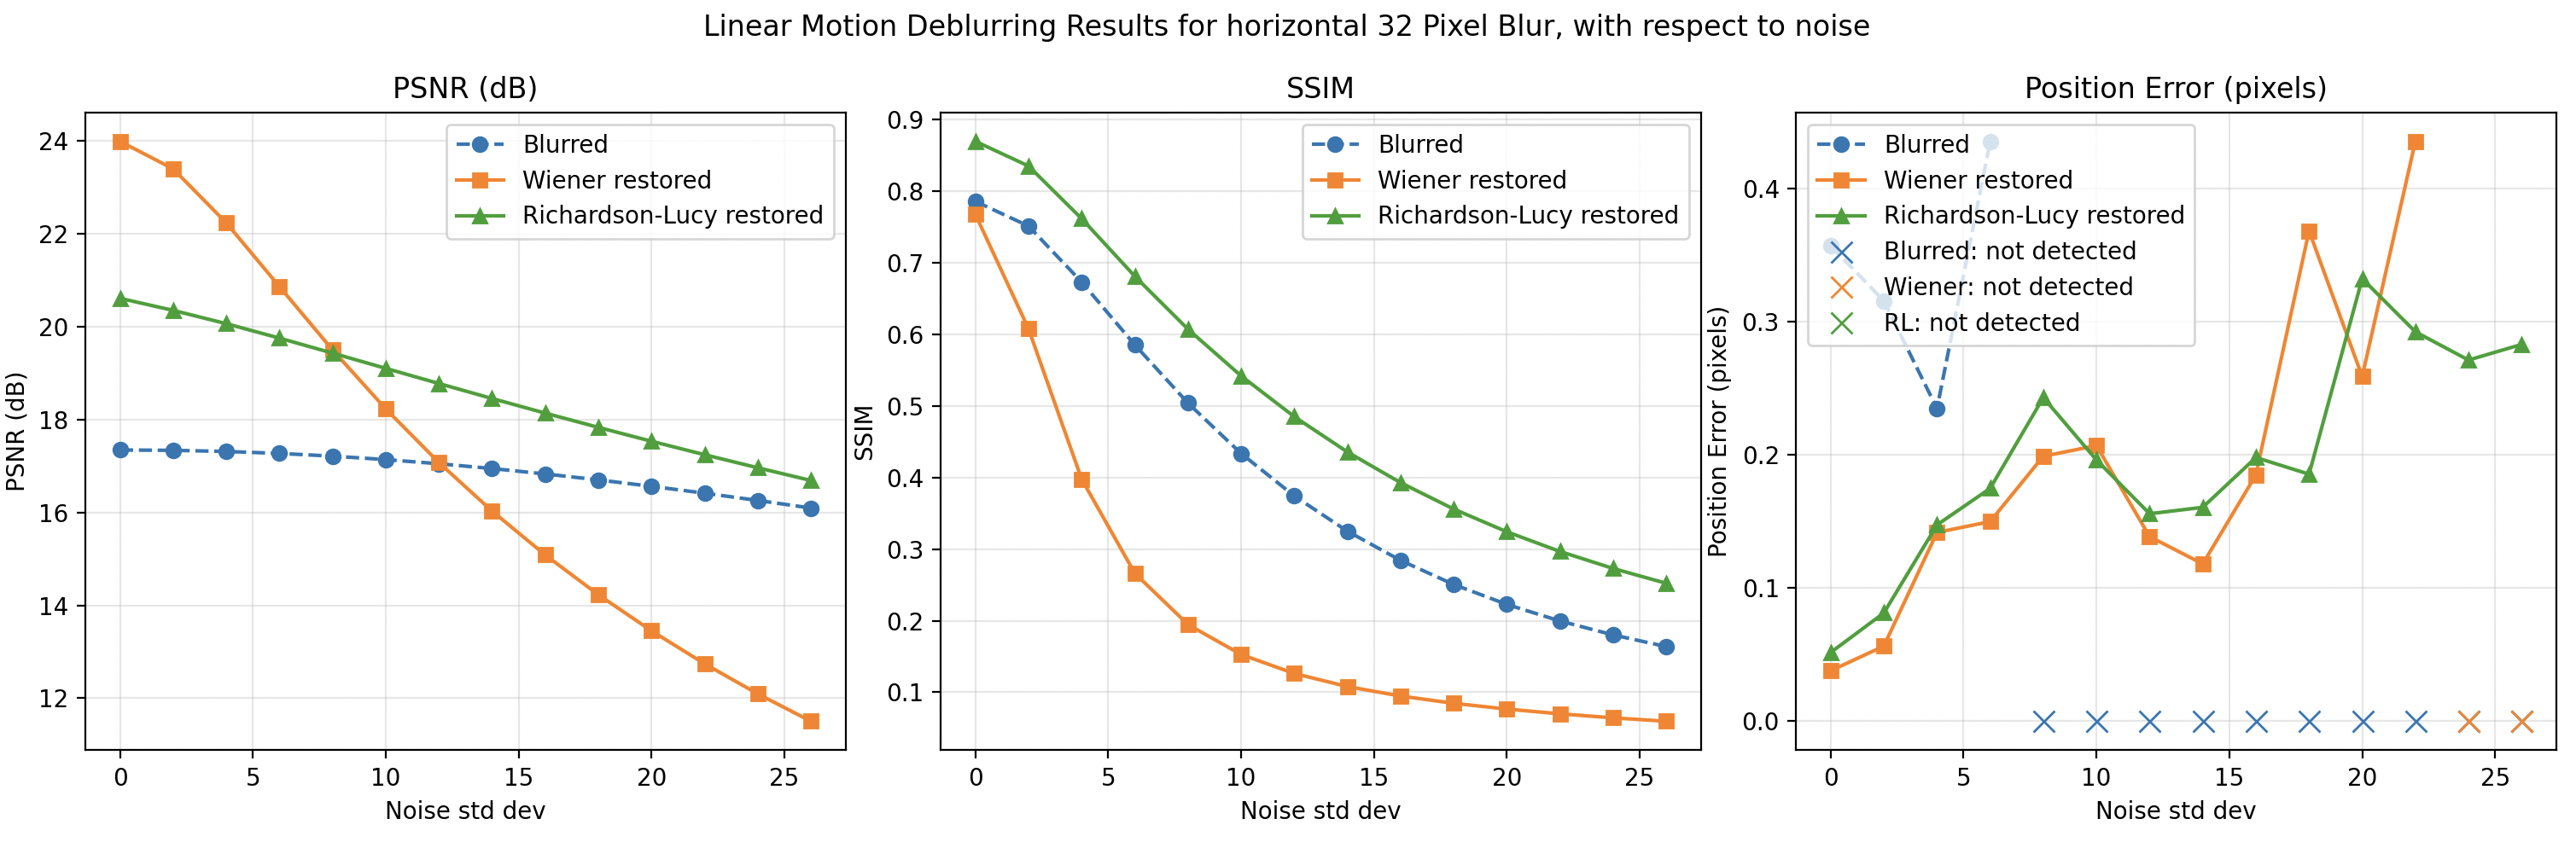 Linear Motion Deblurring Results for horizontal 32 Pixel Blur, with respect to noise
PSNR (dB)
PSNR (dB)
24
22
20
18
16
14
12
0 5 10 15 20 25
Noise std dev
Blurred
Wiener restored
Richardson-Lucy restored
SSIM
SSIM
0.9
0.8
0.7
0.6
0.5
0.4
0.3
0.2
0.1
0 5 10 15 20 25
Noise std dev
Blurred
Wiener restored
Richardson-Lucy restored
Position Error (pixels)
Position Error (pixels)
0.4
0.3
0.2
0.1
0.0
0 5 10 15 20 25
Noise std dev
Blurred
Wiener restored
Richardson-Lucy restored
Blurred: not detected
Wiener: not detected
RL: not detected